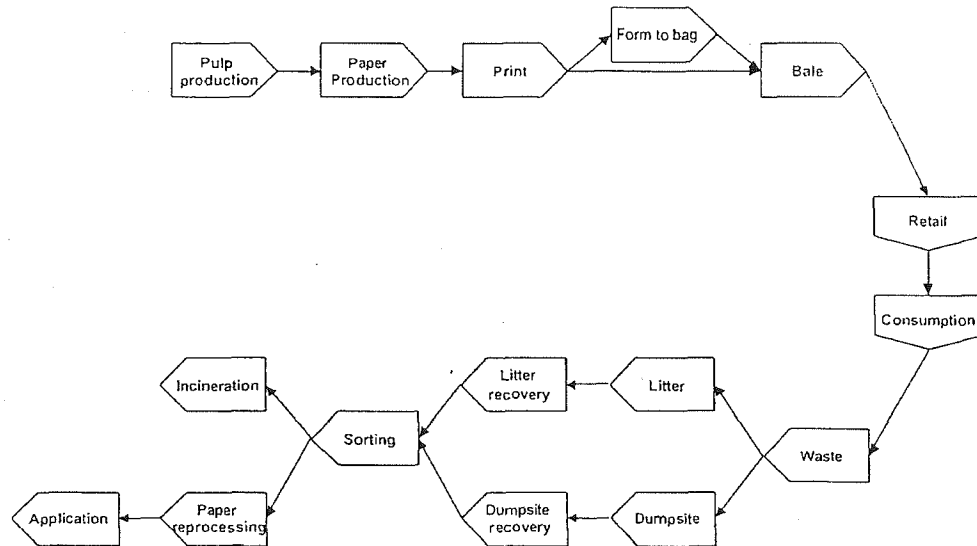 Pulp
production
Paper
Production
Print
Form to bag
Bale
Retail
Consumption
Waste
Litter
Litter
recovery
Dumpsite
Dumpsite
recovery
Sorting
Incineration
Paper
reprocessing
Application